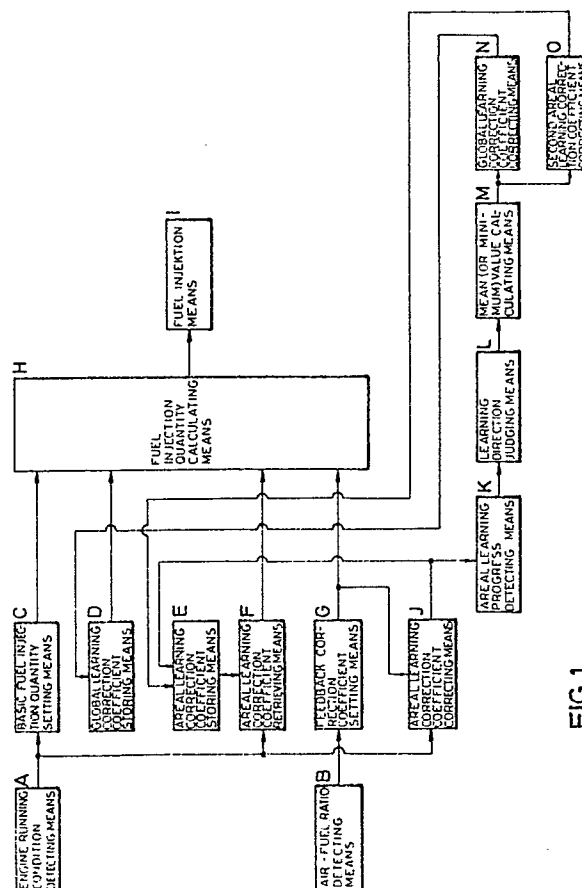 A
ENGINE RUNNING
CONDITION
DETECTING MEANS
B
AIR-FUEL RATIO
DETECTING
MEANS
C
BASIC FUEL INJEC-
TION QUANTITY
SETTING MEANS
D
GLOBAL LEARNING
CORRECTION
COEFFICIENT
STORING MEANS
E
AREAL LEARNING
CORRECTION
COEFFICIENT
STORING MEANS
F
AREAL LEARNING
CORRECTION
COEFFICIENT
RETRIEVING MEANS
G
FEEDBACK COR-
RECTION
COEFFICIENT
SETTING MEANS
J
AREAL LEARNING
CORRECTION
COEFFICIENT
CORRECTING MEANS
H
FUEL
INJECTION
QUANTITY
CALCULATING
MEANS
I
FUEL INJEKTION
MEANS
K
AREAL LEARNING
PROGRESS
DETECTING MEANS
L
LEARNING
DIRECTION
JUDGING MEANS
M
MEAN (OR MINI-
MUM) VALUE CAL-
CULATING MEANS
N
GLOBAL LEARNING
CORRECTION
COEFFICIENT
CORRECTING MEANS
O
SECOND AREAL
LEARNING CORREC-
TION COEFFICIENT
CORRECTING MEANS
FIG.1